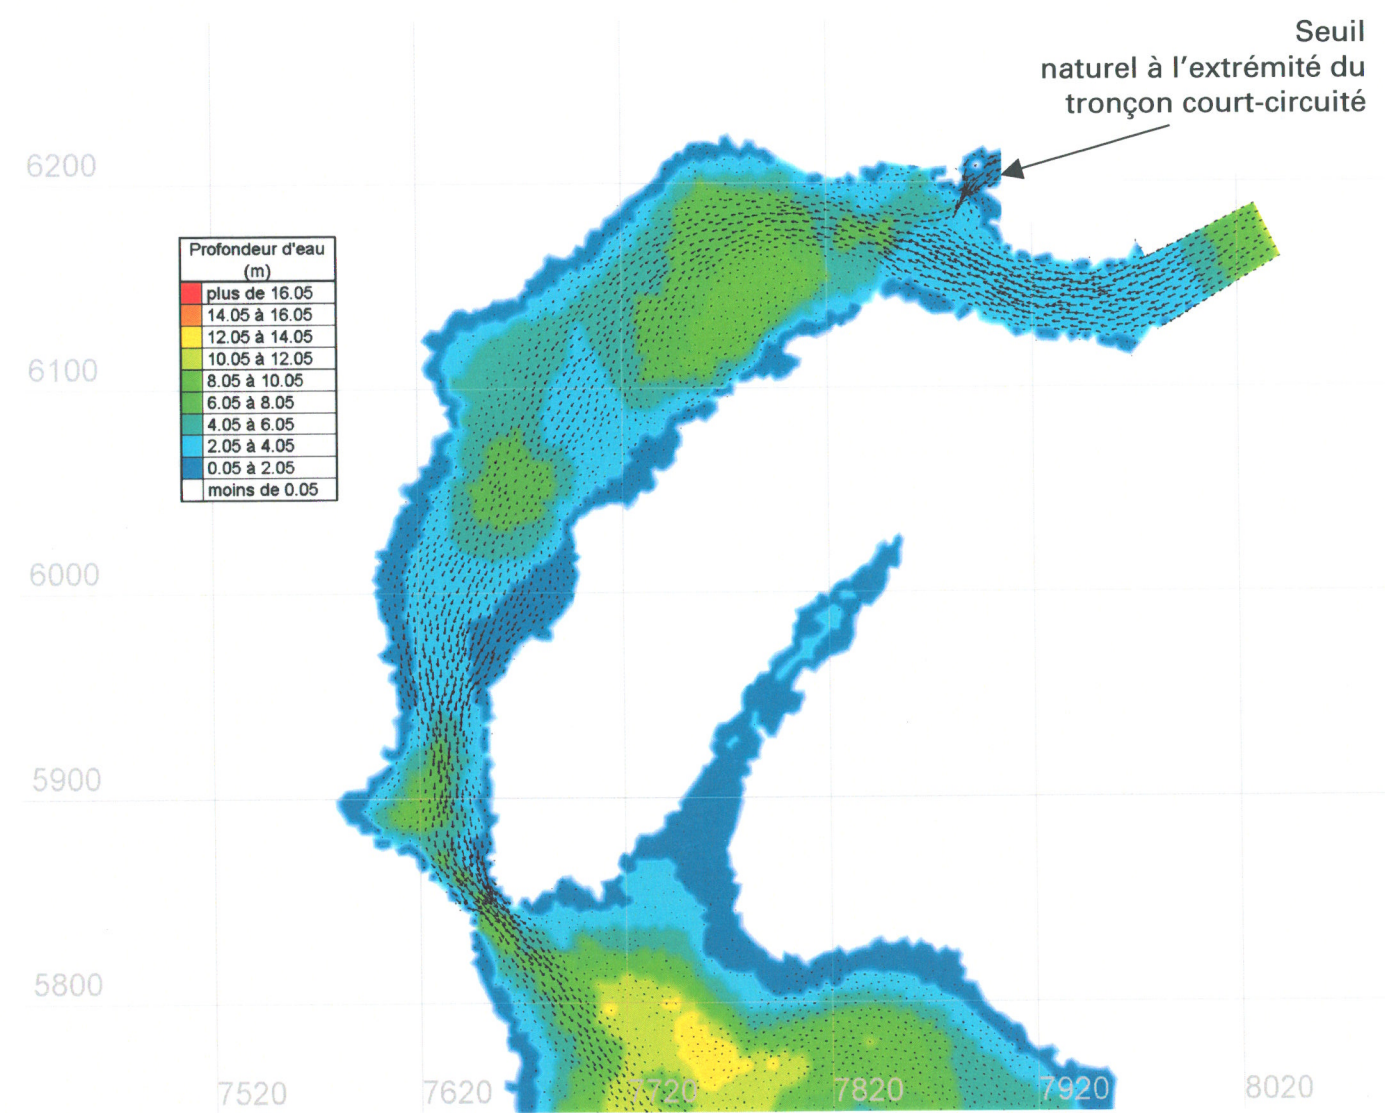 Seuil
naturel à l'extrémité du
tronçon court-circuité
6200
Profondeur d'eau
(m)
plus de 16.05
14.05 à 16.05
12.05 à 14.05
10.05 à 12.05
8.05 à 10.05
6.05 à 8.05
4.05 à 6.05
2.05 à 4.05
0.05 à 2.05
moins de 0.05
6100
6000
5900
5800
7520
7620
7720
7820
7920
8020